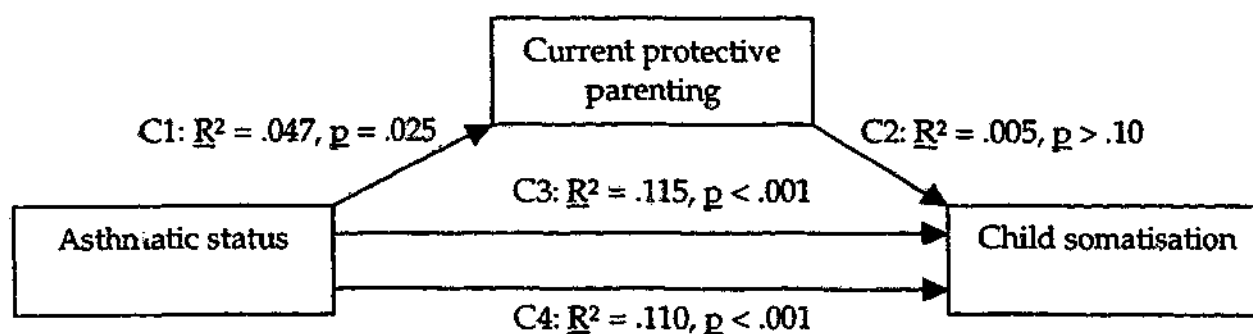 Current protective
parenting
C1: R² = .047, p = .025
C2: R² = .005, p > .10
C3: R² = .115, p < .001
Asthmatic status
Child somatisation
C4: R² = .110, p < .001